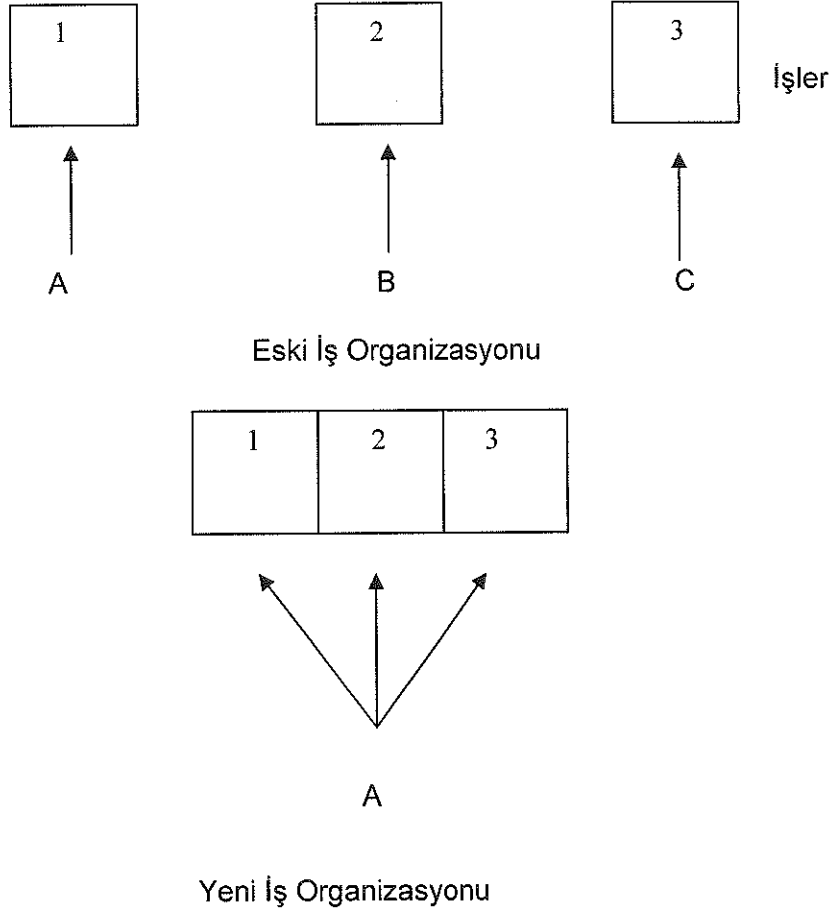 1 2 3
İşler
A B C
Eski İş Organizasyonu
1 2 3
A
Yeni İş Organizasyonu